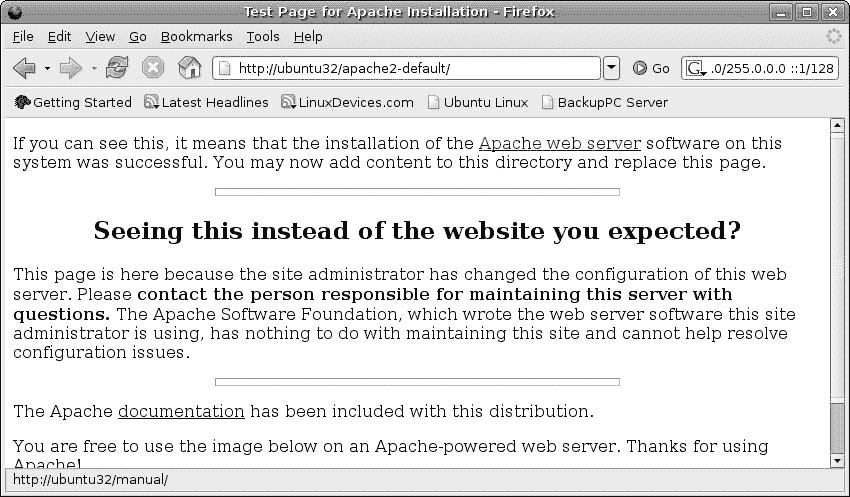 Test Page for Apache Installation - Firefox
File Edit View Go Bookmarks Tools Help
http://ubuntu32/apache2-default/ Go G .0/255.0.0.0 ::1/128
Getting Started Latest Headlines LinuxDevices.com Ubuntu Linux BackupPC Server
If you can see this, it means that the installation of the Apache web server software on this
system was successful. You may now add content to this directory and replace this page.
Seeing this instead of the website you expected?
This page is here because the site administrator has changed the configuration of this web
server. Please contact the person responsible for maintaining this server with
questions. The Apache Software Foundation, which wrote the web server software this site
administrator is using, has nothing to do with maintaining this site and cannot help resolve
configuration issues.
The Apache documentation has been included with this distribution.
You are free to use the image below on an Apache-powered web server. Thanks for using
Apache!
http://ubuntu32/manual/